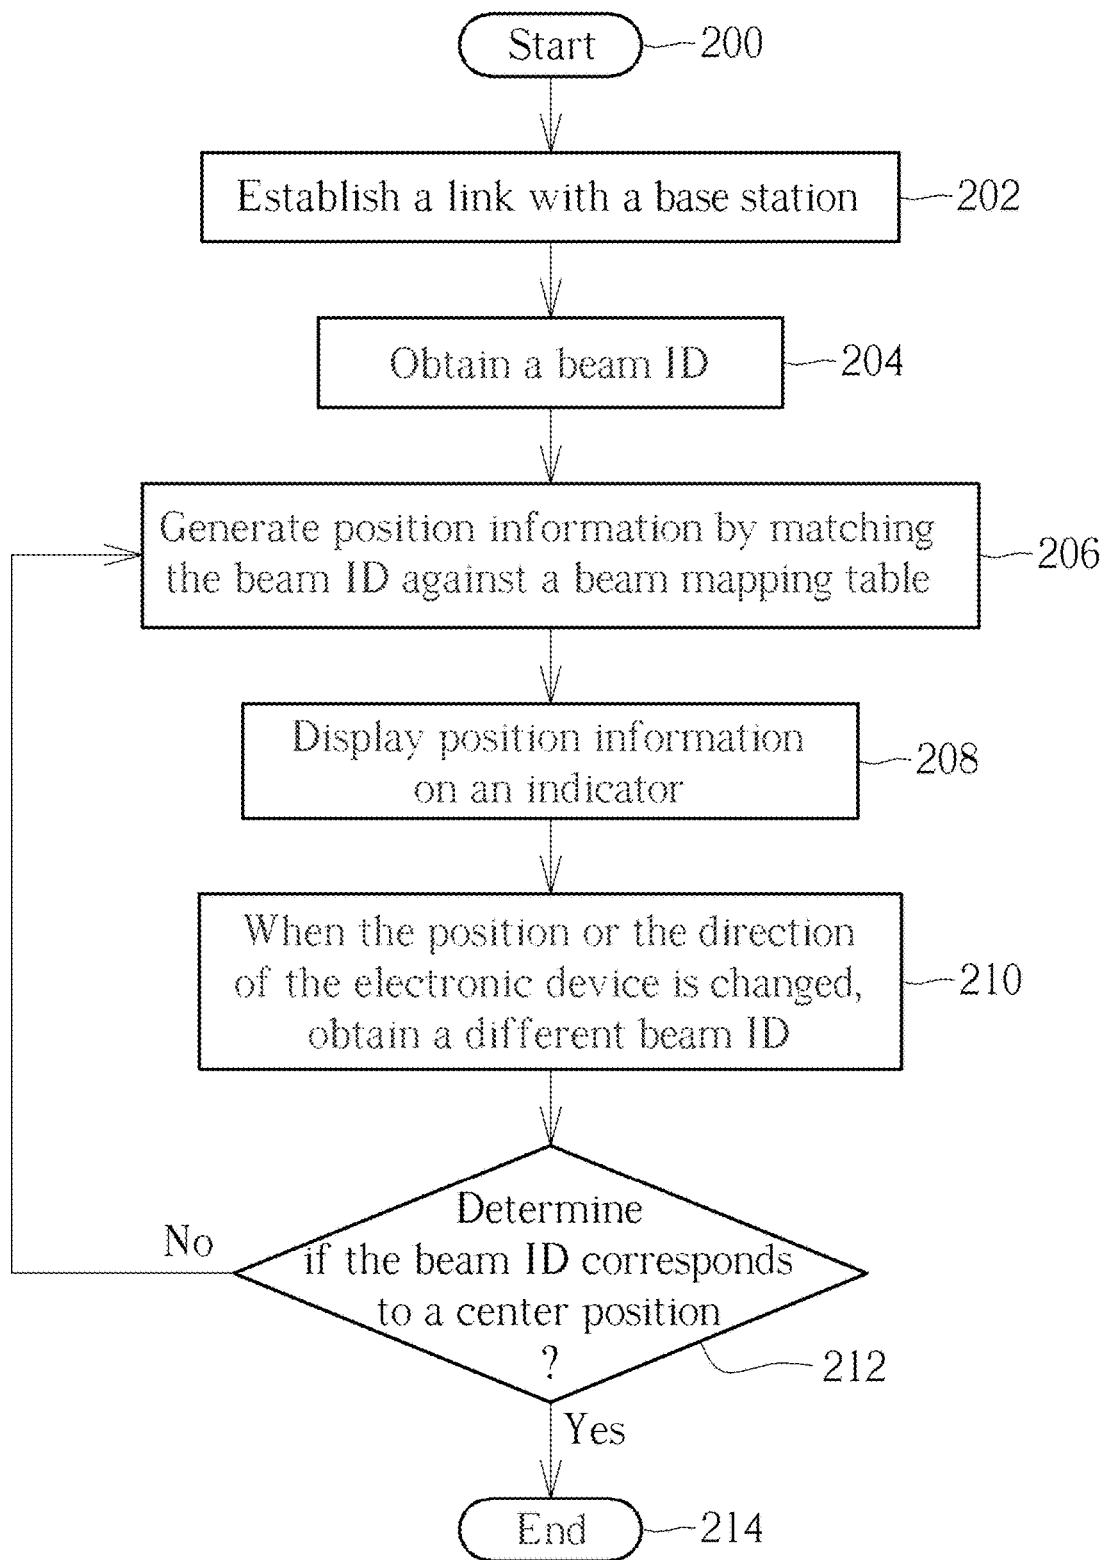 Start
200
Establish a link with a base station
202
Obtain a beam ID
204
Generate position information by matching
the beam ID against a beam mapping table
206
Display position information
on an indicator
208
When the position or the direction
of the electronic device is changed,
obtain a different beam ID
210
Determine
if the beam ID corresponds
to a center position
?
212
No
Yes
End
214